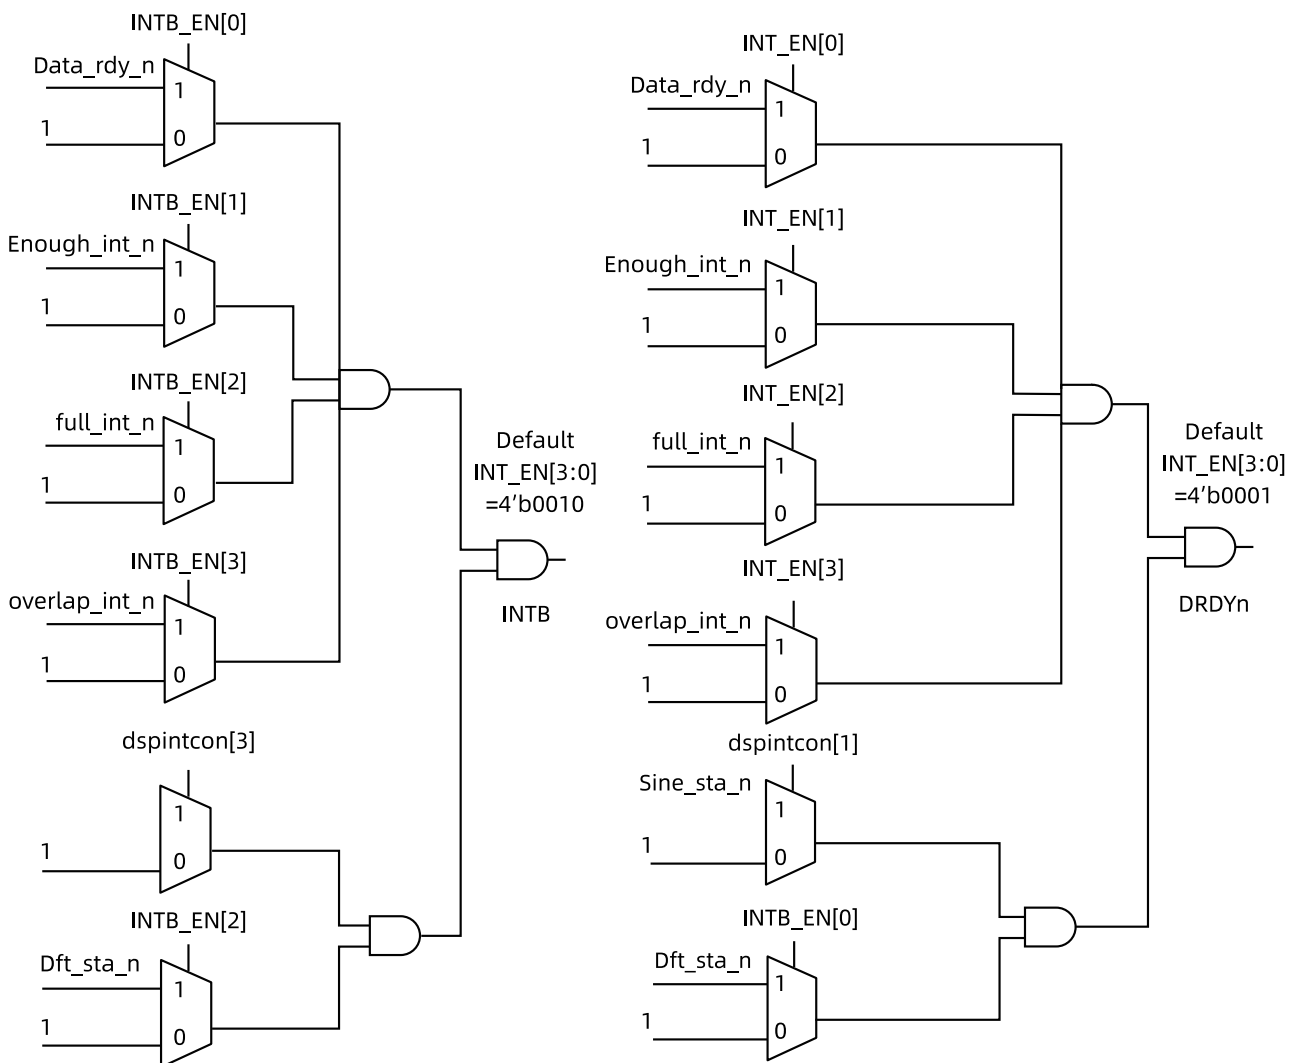 INTB_EN[0]
Data_rdy_n
1
1
0
INTB_EN[1]
Enough_int_n
1
1
0
INTB_EN[2]
full_int_n
1
1
0
INTB_EN[3]
overlap_int_n
1
1
0
Default
INT_EN[3:0]
=4'b0010
INTB
dspintcon[3]
1
1
0
INTB_EN[2]
Dft_sta_n
1
1
0
INT_EN[0]
Data_rdy_n
1
1
0
INT_EN[1]
Enough_int_n
1
1
0
INT_EN[2]
full_int_n
1
1
0
INT_EN[3]
overlap_int_n
1
1
0
Default
INT_EN[3:0]
=4'b0001
DRDYn
dspintcon[1]
Sine_sta_n
1
1
0
INTB_EN[0]
Dft_sta_n
1
1
0